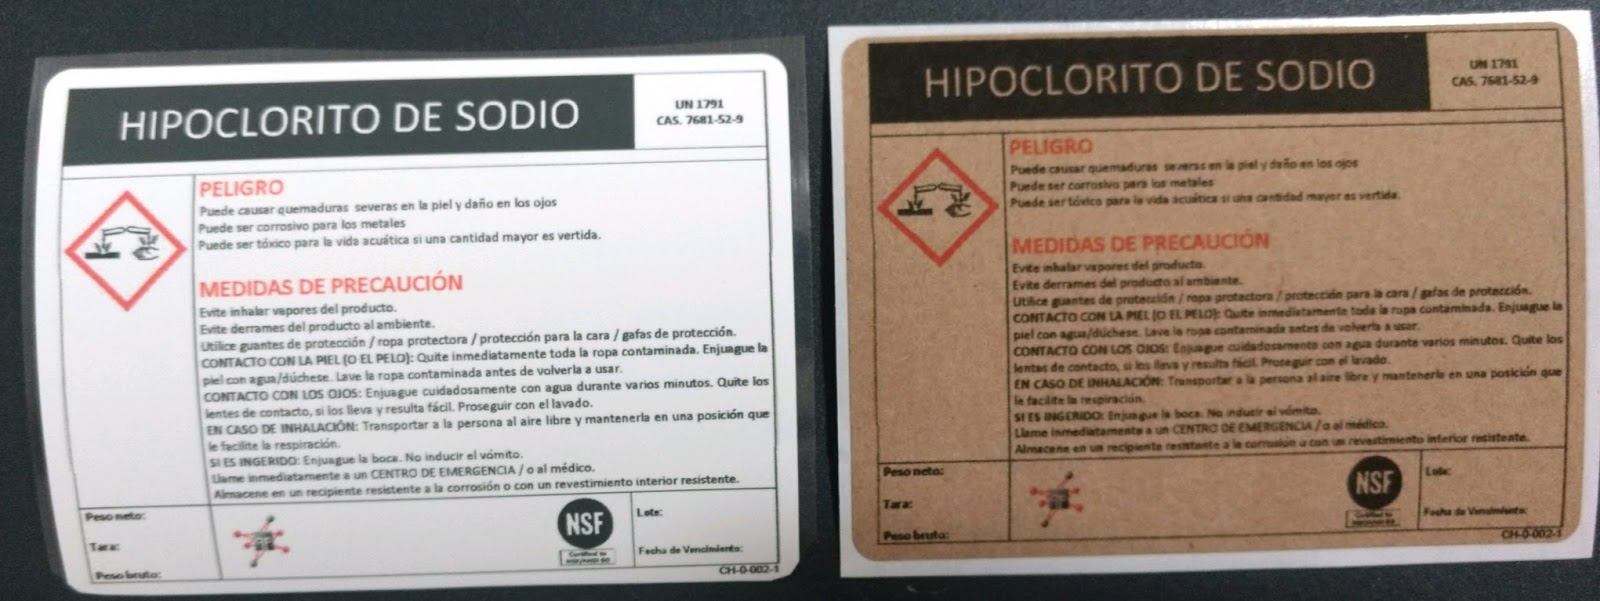 HIPOCLORITO DE SODIO
UN 1791
CAS. 7681-52-9
PELIGRO
Puede causar quemaduras severas en la piel y daño en los ojos
Puede ser corrosivo para los metales
Puede ser tóxico para la vida acuática si una cantidad mayor es vertida.
MEDIDAS DE PRECAUCIÓN
Evite inhalar vapores del producto.
Evite derrames del producto al ambiente.
Utilice guantes de protección / ropa protectora / protección para la cara / gafas de protección.
CONTACTO CON LA PIEL (O EL PELO): Quite inmediatamente toda la ropa contaminada. Enjuague la
piel con agua/dúchese. Lave la ropa contaminada antes de volverla a usar.
CONTACTO CON LOS OJOS: Enjuague cuidadosamente con agua durante varios minutos. Quite los
lentes de contacto, si los lleva y resulta fácil. Proseguir con el lavado.
EN CASO DE INHALACIÓN: Transportar a la persona al aire libre y mantenerla en una posición que
le facilite la respiración.
SI ES INGERIDO: Enjuague la boca. No inducir el vómito.
Llame inmediatamente a un CENTRO DE EMERGENCIA / o al médico.
Almacene en un recipiente resistente a la corrosión o con un revestimiento interior resistente.
Peso neto:
Tara:
Peso bruto:
NSF
Certified to
NSF/ANSI 60
Lote:
Fecha de Vencimiento:
CH-0-002-1
HIPOCLORITO DE SODIO
UN 1791
CAS. 7681-52-9
PELIGRO
Puede causar quemaduras severas en la piel y daño en los ojos
Puede ser corrosivo para los metales
Puede ser tóxico para la vida acuática si una cantidad mayor es vertida.
MEDIDAS DE PRECAUCIÓN
Evite inhalar vapores del producto.
Evite derrames del producto al ambiente.
Utilice guantes de protección / ropa protectora / protección para la cara / gafas de protección.
CONTACTO CON LA PIEL (O EL PELO): Quite inmediatamente toda la ropa contaminada. Enjuague la
piel con agua/dúchese. Lave la ropa contaminada antes de volverla a usar.
CONTACTO CON LOS OJOS: Enjuague cuidadosamente con agua durante varios minutos. Quite los
lentes de contacto, si los lleva y resulta fácil. Proseguir con el lavado.
EN CASO DE INHALACIÓN: Transportar a la persona al aire libre y mantenerla en una posición que
le facilite la respiración.
SI ES INGERIDO: Enjuague la boca. No inducir el vómito.
Llame inmediatamente a un CENTRO DE EMERGENCIA / o al médico.
Almacene en un recipiente resistente a la corrosión o con un revestimiento interior resistente.
Peso neto:
Tara:
Peso bruto:
NSF
Certified to
Lote:
Fecha de Vencimiento:
CH-0-002-1